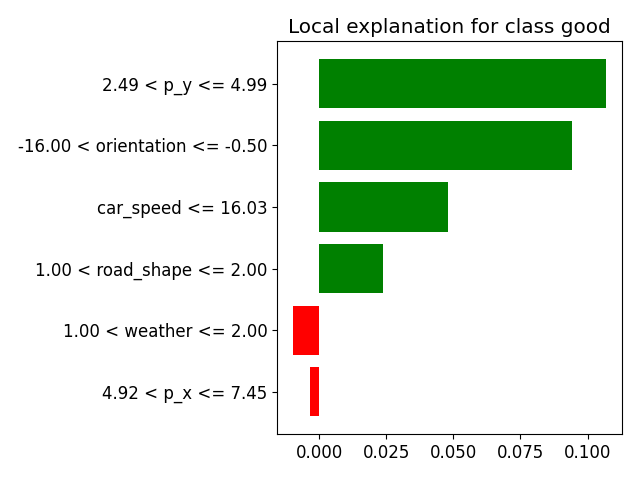 Local explanation for class good
2.49 < p_y <= 4.99
-16.00 < orientation <= -0.50
car_speed <= 16.03
1.00 < road_shape <= 2.00
1.00 < weather <= 2.00
4.92 < p_x <= 7.45
0.000 0.025 0.050 0.075 0.100